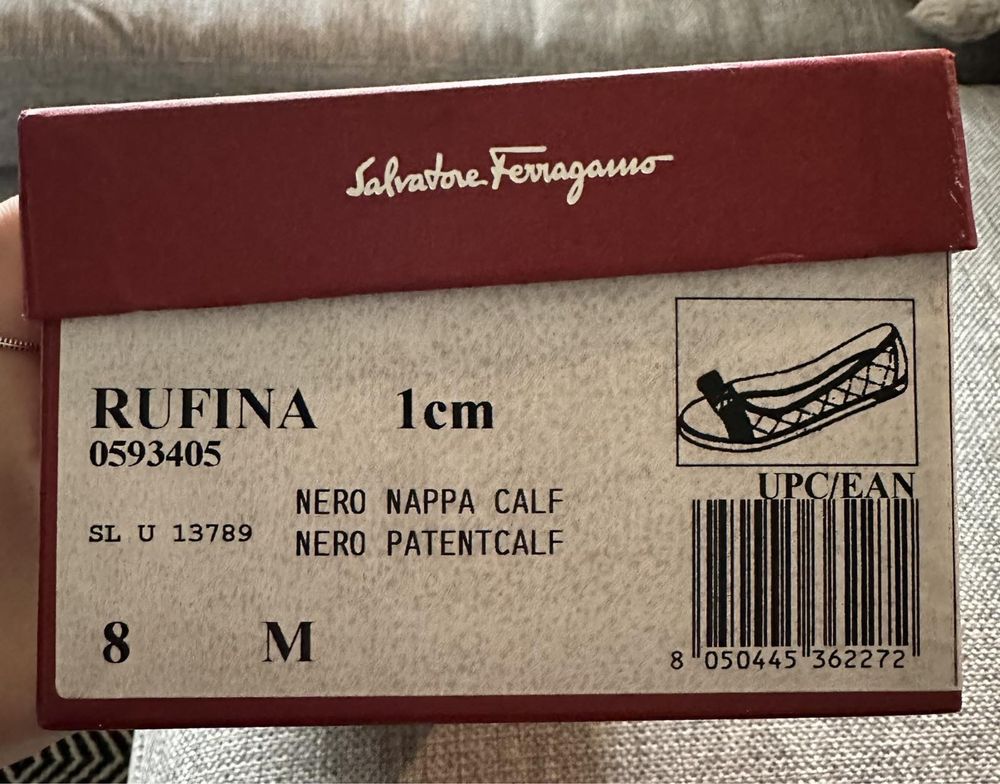 Salvatore Ferragamo
RUFINA 1cm
0593405
NERO NAPPA CALF
SL U 13789
NERO PATENTCALF
8 M
UPC/EAN
8 050445 362272